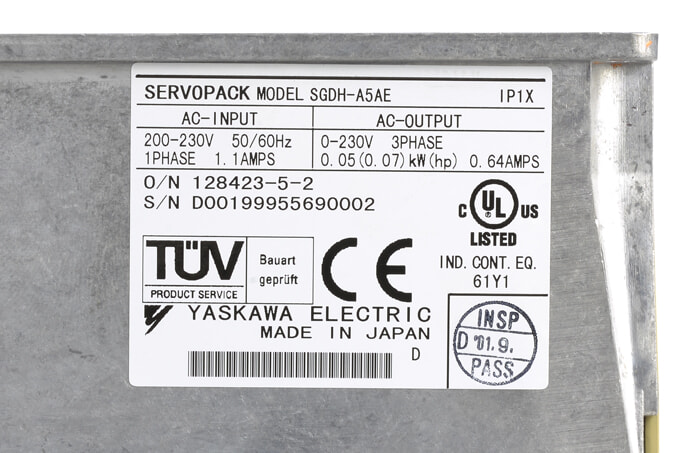 SERVOPACK MODEL SGDH-A5AE IP1X
AC-INPUT AC-OUTPUT
200-230V 50/60Hz 0-230V 3PHASE
1PHASE 1.1AMPS 0.05(0.07)kW(hp) 0.64AMPS
O/N 128423-5-2
S/N D00199955690002
C UL US
LISTED
IND. CONT. EQ.
61Y1
TÜV
PRODUCT SERVICE
Bauart
geprüft
CE
YASKAWA ELECTRIC
MADE IN JAPAN
D
INSP
D '01.9.
PASS